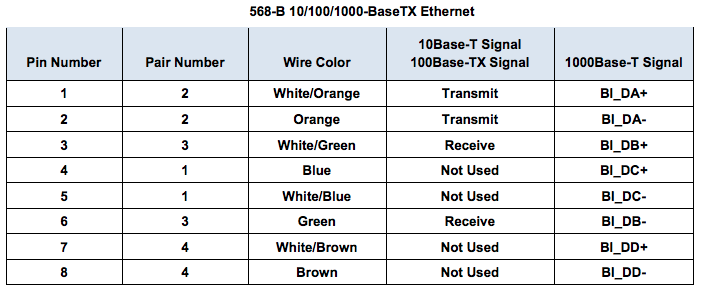 568-B 10/100/1000-BaseTX Ethernet
Pin Number Pair Number Wire Color 10Base-T Signal 100Base-TX Signal 1000Base-T Signal
1 2 White/Orange Transmit BI_DA+
2 2 Orange Transmit BI_DA-
3 3 White/Green Receive BI_DB+
4 1 Blue Not Used BI_DC+
5 1 White/Blue Not Used BI_DC-
6 3 Green Receive BI_DB-
7 4 White/Brown Not Used BI_DD+
8 4 Brown Not Used BI_DD-